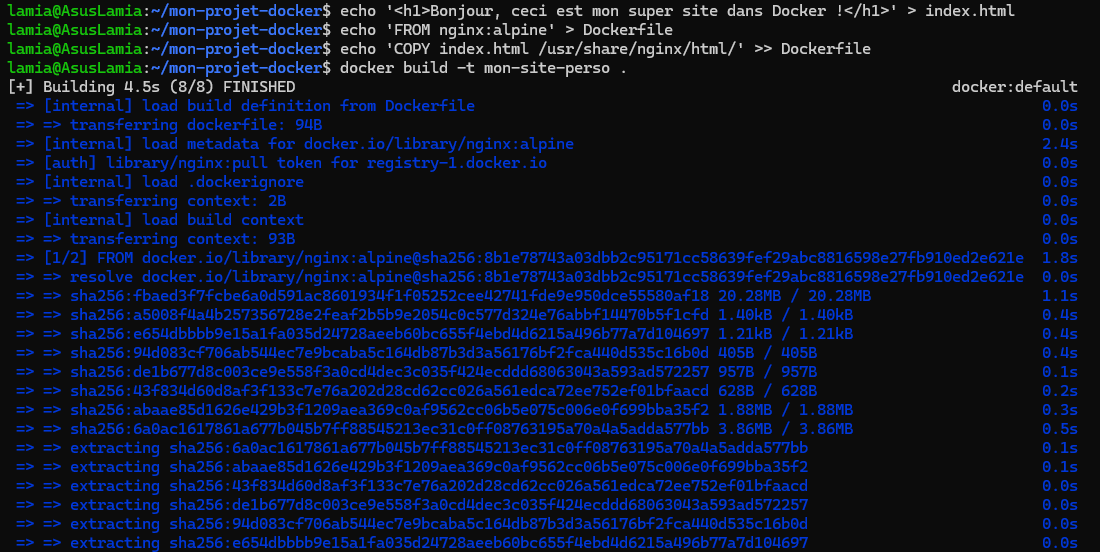 lamia@AsusLamia:~/mon-projet-docker$ echo '<h1>Bonjour, ceci est mon super site dans Docker !</h1>' > index.html
lamia@AsusLamia:~/mon-projet-docker$ echo 'FROM nginx:alpine' > Dockerfile
lamia@AsusLamia:~/mon-projet-docker$ echo 'COPY index.html /usr/share/nginx/html/' >> Dockerfile
lamia@AsusLamia:~/mon-projet-docker$ docker build -t mon-site-perso .
[+] Building 4.5s (8/8) FINISHED docker:default
=> [internal] load build definition from Dockerfile 0.0s
=> => transferring dockerfile: 94B 0.0s
=> [internal] load metadata for docker.io/library/nginx:alpine 2.4s
=> [auth] library/nginx:pull token for registry-1.docker.io 0.0s
=> [internal] load .dockerignore 0.0s
=> => transferring context: 2B 0.0s
=> [internal] load build context 0.0s
=> => transferring context: 93B 0.0s
=> [1/2] FROM docker.io/library/nginx:alpine@sha256:8b1e78743a03dbb2c95171cc58639fef29abc8816598e27fb910ed2e621e 1.8s
=> => resolve docker.io/library/nginx:alpine@sha256:8b1e78743a03dbb2c95171cc58639fef29abc8816598e27fb910ed2e621e 0.0s
=> => sha256:fbaed3f7fcbe6a0d591ac8601934f1f05252cee42741fde9e950dce55580af18 20.28MB / 20.28MB 1.1s
=> => sha256:a5008f4a4b257356728e2feaf2b5b9e2054c0c577d324e76abbf14470b5f1cfd 1.40kB / 1.40kB 0.4s
=> => sha256:e654dbbbb9e15a1fa035d24728aeeb60bc655f4ebd4d6215a496b77a7d104697 1.21kB / 1.21kB 0.4s
=> => sha256:94d083cf706ab544ec7e9bcaba5c164db87b3d3a56176bf2fca440d535c16b0d 405B / 405B 0.4s
=> => sha256:de1b677d8c003ce9e558f3a0cd4dec3c035f424ecddd68063043a593ad572257 957B / 957B 0.1s
=> => sha256:43f834d60d8af3f133c7e76a202d28cd62cc026a561edca72ee752ef01bfaacd 628B / 628B 0.2s
=> => sha256:abaae85d1626e429b3f1209aea369c0af9562cc06b5e075c006e0f699bba35f2 1.88MB / 1.88MB 0.3s
=> => sha256:6a0ac1617861a677b045b7ff88545213ec31c0ff08763195a70a4a5adda577bb 3.86MB / 3.86MB 0.5s
=> => extracting sha256:6a0ac1617861a677b045b7ff88545213ec31c0ff08763195a70a4a5adda577bb 0.1s
=> => extracting sha256:abaae85d1626e429b3f1209aea369c0af9562cc06b5e075c006e0f699bba35f2 0.1s
=> => extracting sha256:43f834d60d8af3f133c7e76a202d28cd62cc026a561edca72ee752ef01bfaacd 0.0s
=> => extracting sha256:de1b677d8c003ce9e558f3a0cd4dec3c035f424ecddd68063043a593ad572257 0.0s
=> => extracting sha256:94d083cf706ab544ec7e9bcaba5c164db87b3d3a56176bf2fca440d535c16b0d 0.0s
=> => extracting sha256:e654dbbbb9e15a1fa035d24728aeeb60bc655f4ebd4d6215a496b77a7d104697 0.0s